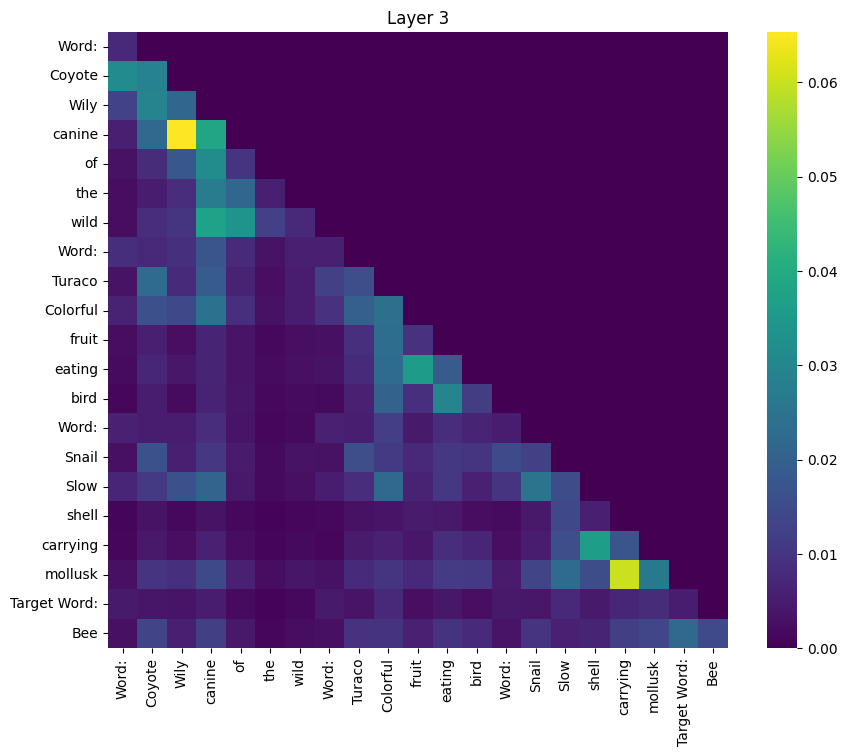 Layer 3
Word:
Coyote
Wily
canine
of
the
wild
Word:
Turaco
Colorful
fruit
eating
bird
Word:
Snail
Slow
shell
carrying
mollusk
Target Word:
Bee
Word:
Coyote
Wily
canine
of
the
wild
Word:
Turaco
Colorful
fruit
eating
bird
Word:
Snail
Slow
shell
carrying
mollusk
Target Word:
Bee
0.06
0.05
0.04
0.03
0.02
0.01
0.00